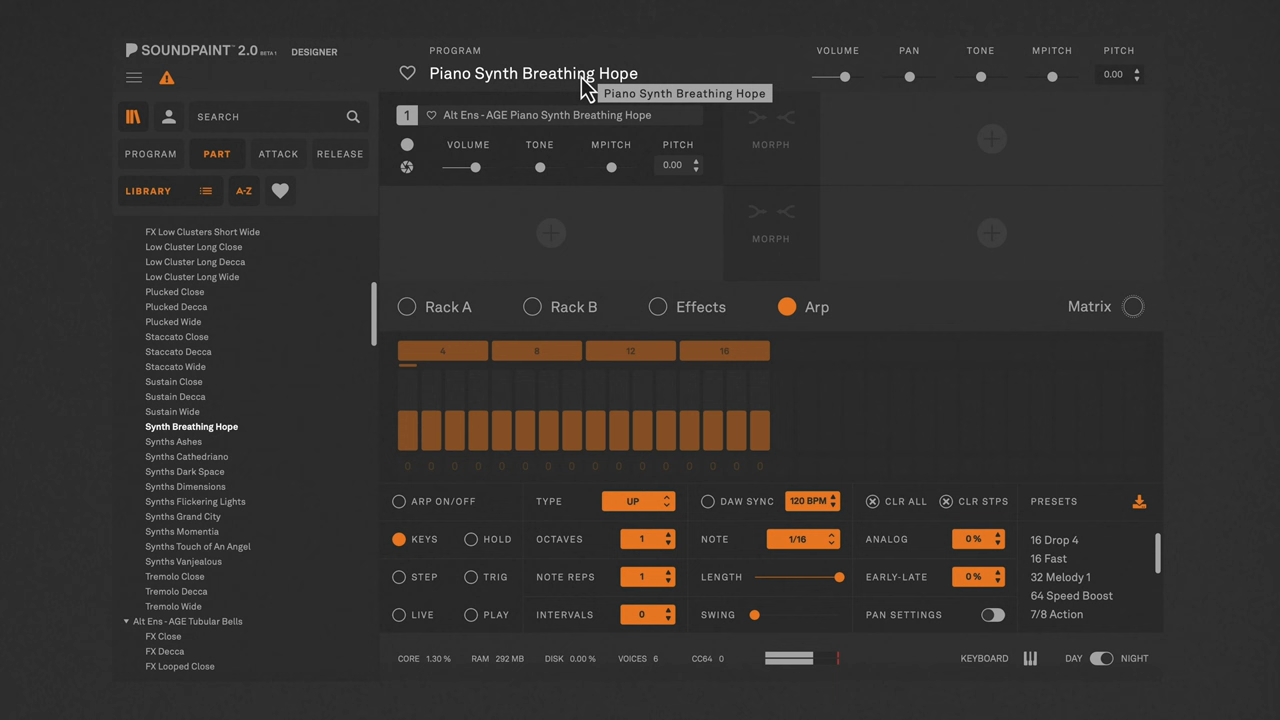 SOUNDPAINT™ 2.0 BETA 1 DESIGNER
SEARCH
PROGRAM PART ATTACK RELEASE
LIBRARY A-Z
FX Low Clusters Short Wide
Low Cluster Long Close
Low Cluster Long Decca
Low Cluster Long Wide
Plucked Close
Plucked Decca
Plucked Wide
Staccato Close
Staccato Decca
Staccato Wide
Sustain Close
Sustain Decca
Sustain Wide
Synth Breathing Hope
Synths Ashes
Synths Cathedriano
Synths Dark Space
Synths Dimensions
Synths Flickering Lights
Synths Grand City
Synths Momentia
Synths Touch of An Angel
Synths Vanjealous
Tremolo Close
Tremolo Decca
Tremolo Wide
Alt Ens - AGE Tubular Bells
FX Close
FX Decca
FX Looped Close
PROGRAM
Piano Synth Breathing Hope
Piano Synth Breathing Hope
VOLUME PAN TONE MPITCH PITCH
0.00
1 Alt Ens - AGE Piano Synth Breathing Hope
VOLUME TONE MPITCH PITCH
0.00
MORPH
MORPH
Rack A Rack B Effects Arp Matrix
4 8 12 16
0 0 0 0 0 0 0 0 0 0 0 0 0 0 0 0
ARP ON/OFF TYPE UP DAW SYNC 120 BPM CLR ALL CLR STPS PRESETS
KEYS HOLD OCTAVES 1 NOTE 1/16 ANALOG 0 % 16 Drop 4
16 Fast
STEP TRIG NOTE REPS 1 LENGTH EARLY-LATE 0 % 32 Melody 1
64 Speed Boost
LIVE PLAY INTERVALS 0 SWING PAN SETTINGS 7/8 Action
CORE 1.30 % RAM 292 MB DISK 0.00 % VOICES 6 CC64 0 KEYBOARD DAY NIGHT